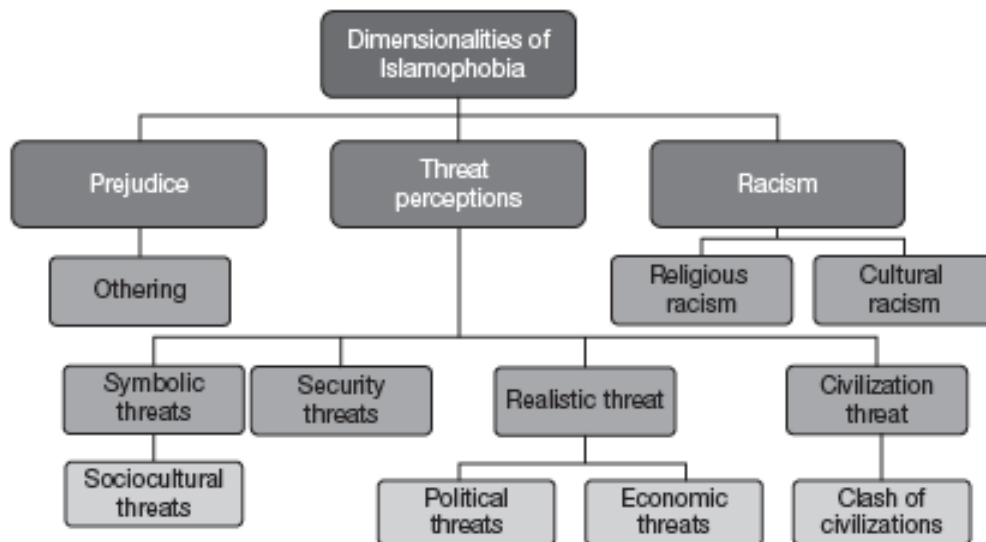 Dimensionalities of
Islamophobia
Prejudice
Threat
perceptions
Racism
Othering
Religious
racism
Cultural
racism
Symbolic
threats
Security
threats
Realistic threat
Civilization
threat
Sociocultural
threats
Political
threats
Economic
threats
Clash of
civilizations